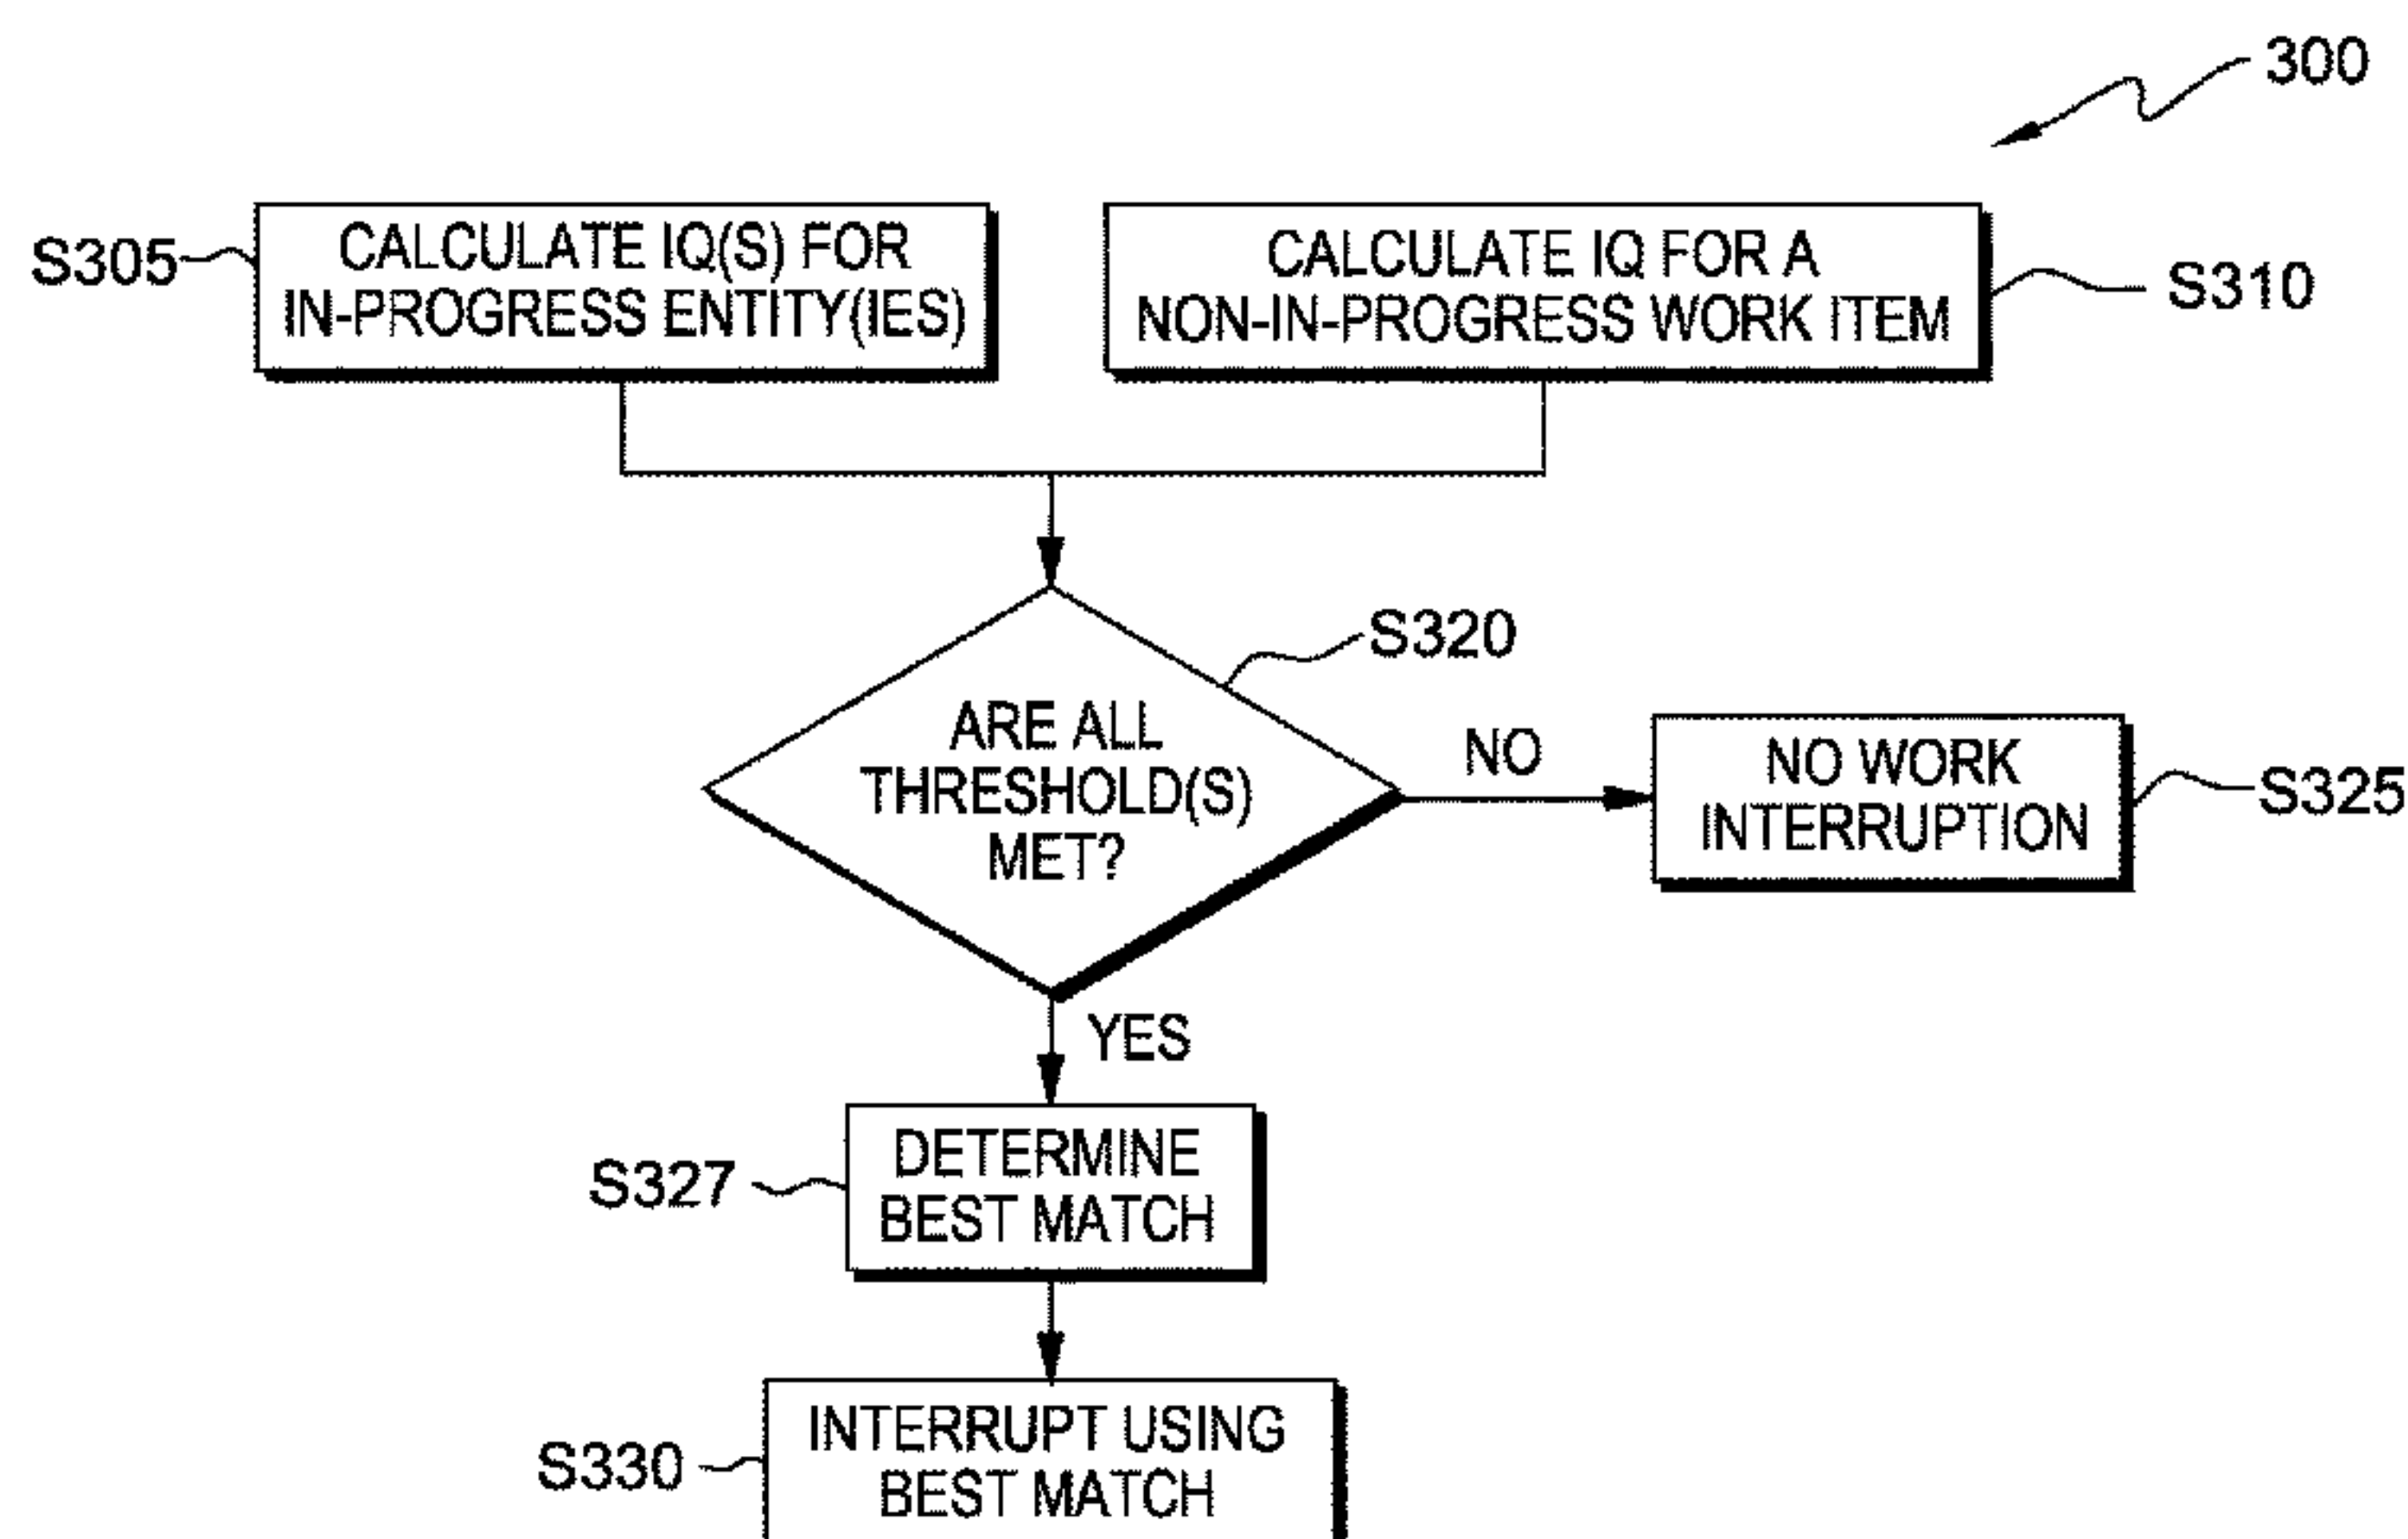 300
S305
CALCULATE IQ(S) FOR
IN-PROGRESS ENTITY(IES)
CALCULATE IQ FOR A
NON-IN-PROGRESS WORK ITEM
S310
S320
ARE ALL
THRESHOLD(S)
MET?
NO
NO WORK
INTERRUPTION
S325
YES
S327
DETERMINE
BEST MATCH
S330
INTERRUPT USING
BEST MATCH